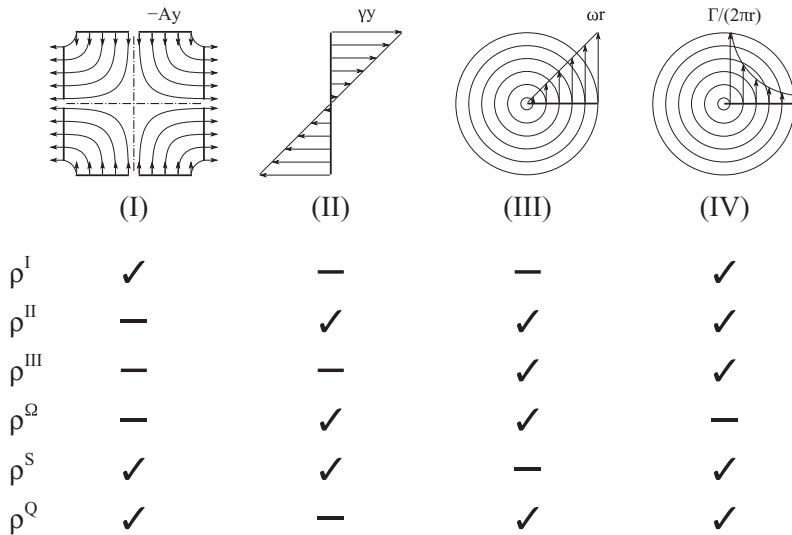 −Ay γy ωr Γ/(2πr)
(I) (II) (III) (IV)
ρ^I ✓ − − ✓
ρ^II − ✓ ✓ ✓
ρ^III − − ✓ ✓
ρ^Ω − ✓ ✓ −
ρ^S ✓ ✓ − ✓
ρ^Q ✓ − ✓ ✓